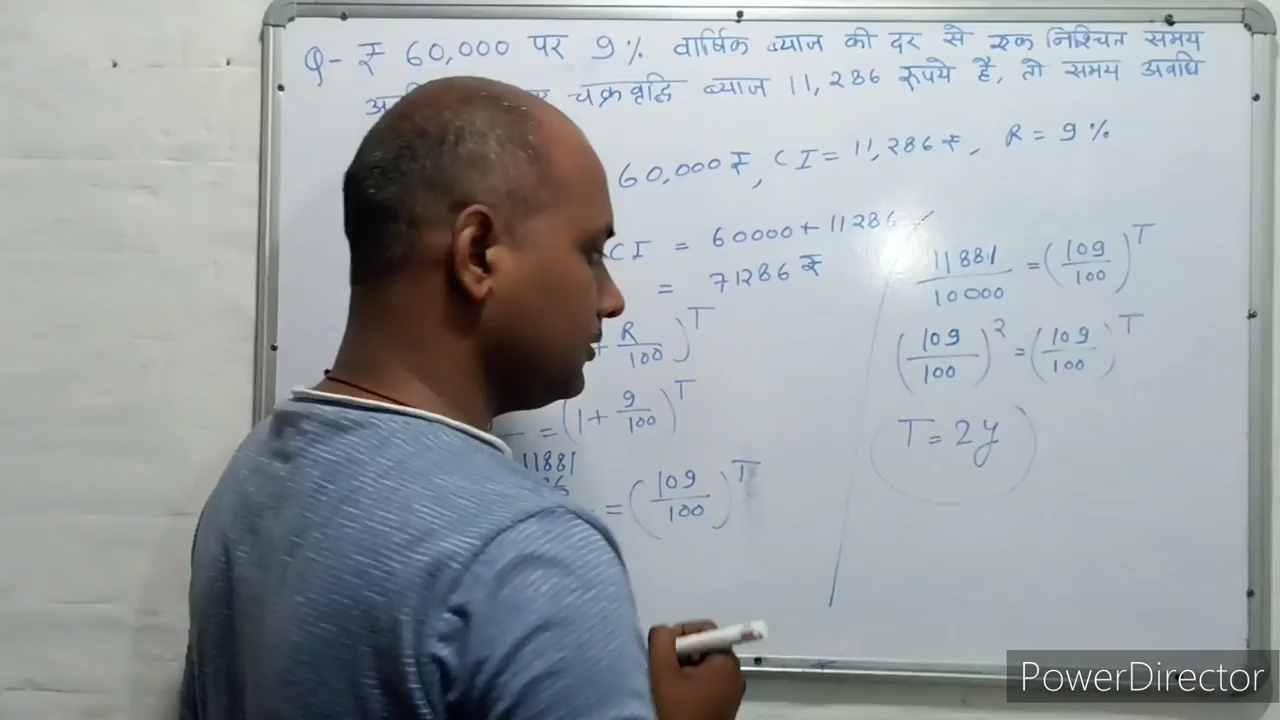 Q- ₹ 60,000 पर 9% वार्षिक ब्याज की दर से एक निश्चित समय
चक्रवृद्धि ब्याज 11,286 रूपये है, तो समय अवधि
60,000 ₹, CI = 11,286 ₹, R = 9%
CI = 60000 + 11286
= 71286 ₹
R/100)^T
= (1 + 9/100)^T
11881
= (109/100)^T
11881/10000 = (109/100)^T
(109/100)^2 = (109/100)^T
T = 2y
PowerDirector